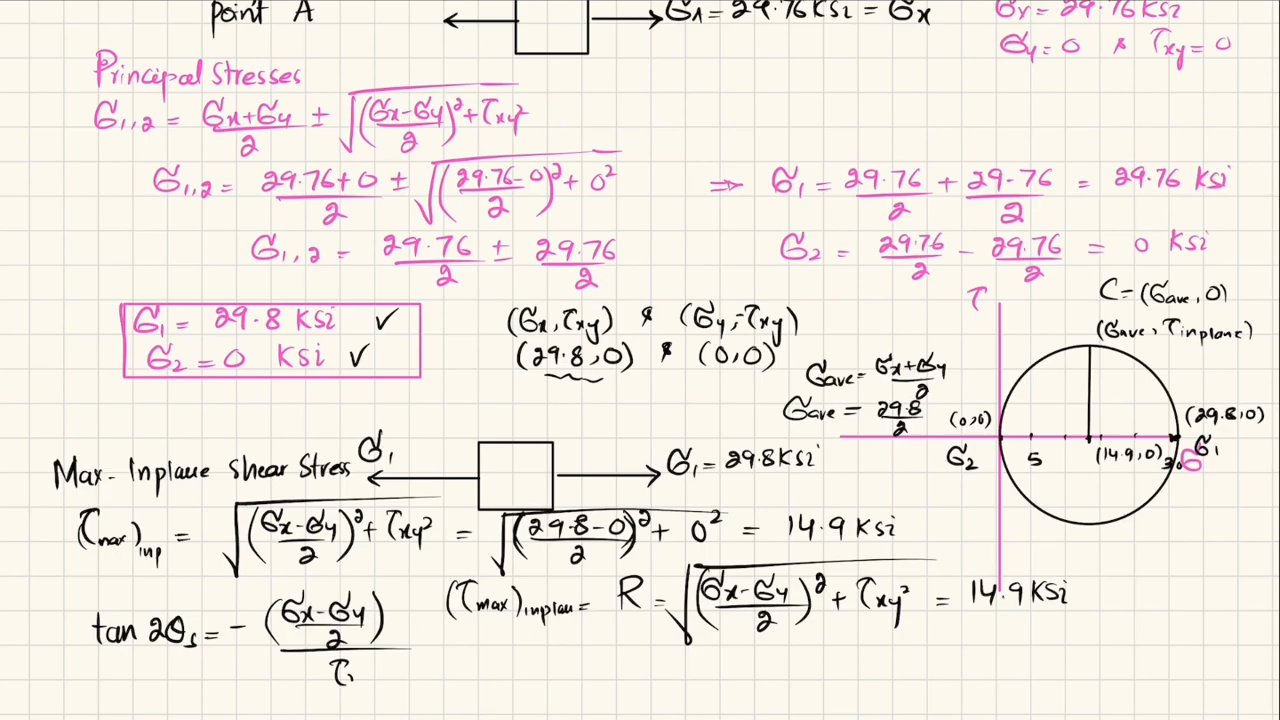 point A
σA = 29.76 Ksi = σx
σx = 29.76 Ksi
σy = 0 & τxy = 0
Principal Stresses
σ1,2 = (σx+σy)/2 ± √(((σx-σy)/2)² + τxy²)
σ1,2 = (29.76+0)/2 ± √(((29.76-0)/2)² + 0²) ⇒ σ1 = 29.76/2 + 29.76/2 = 29.76 Ksi
σ1,2 = 29.76/2 ± 29.76/2
σ2 = 29.76/2 - 29.76/2 = 0 Ksi
σ1 = 29.8 Ksi ✓
σ2 = 0 Ksi ✓
(σx, τxy) & (σy, -τxy)
(29.8, 0) & (0, 0)
τ
C = (σave, 0)
(σave, τinplane)
σave = (σx+σy)/2
σave = 29.8/2
(0,0)
(29.8, 0)
σ2
5
(14.9, 0)
30
σ
σ1
Max- Inplane Shear Stress
σ1
σ1 = 29.8 Ksi
(τmax)inp = √(((σx-σy)/2)² + τxy²) = √(((29.8-0)/2)² + 0²) = 14.9 Ksi
(τmax)inplane = R = √(((σx-σy)/2)² + τxy²) = 14.9 Ksi
tan 2θs = - ((σx-σy)/2)/τ